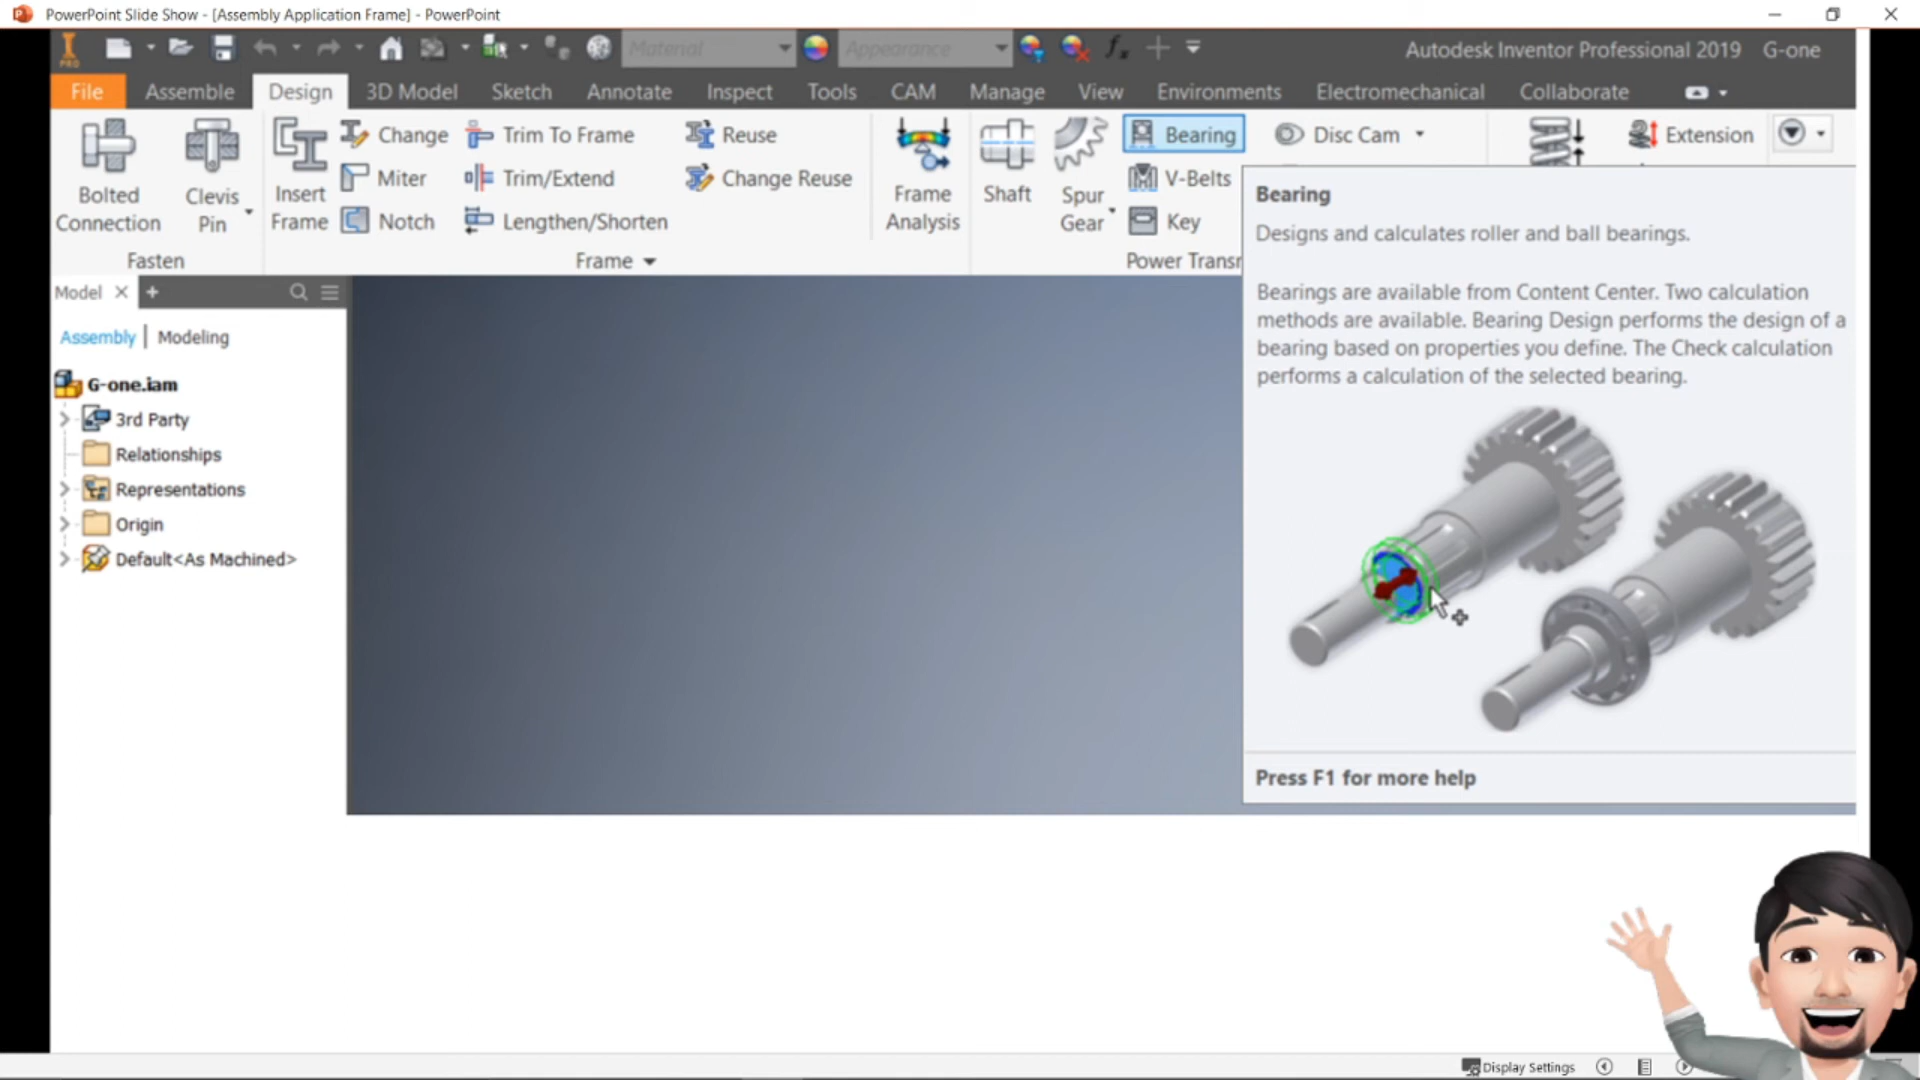 PowerPoint Slide Show - [Assembly Application Frame] - PowerPoint
PRO
Material
Appearance
Autodesk Inventor Professional 2019 G-one
File Assemble Design 3D Model Sketch Annotate Inspect Tools CAM Manage View Environments Electromechanical Collaborate
Bolted Connection
Clevis Pin
Fasten
Insert Frame
Change
Miter
Notch
Trim To Frame
Trim/Extend
Lengthen/Shorten
Reuse
Change Reuse
Frame
Frame Analysis
Shaft
Spur Gear
Bearing
V-Belts
Key
Power Transm
Disc Cam
Extension
Model
Assembly | Modeling
G-one.iam
3rd Party
Relationships
Representations
Origin
Default<As Machined>
Bearing
Designs and calculates roller and ball bearings.
Bearings are available from Content Center. Two calculation
methods are available. Bearing Design performs the design of a
bearing based on properties you define. The Check calculation
performs a calculation of the selected bearing.
Press F1 for more help
Display Settings